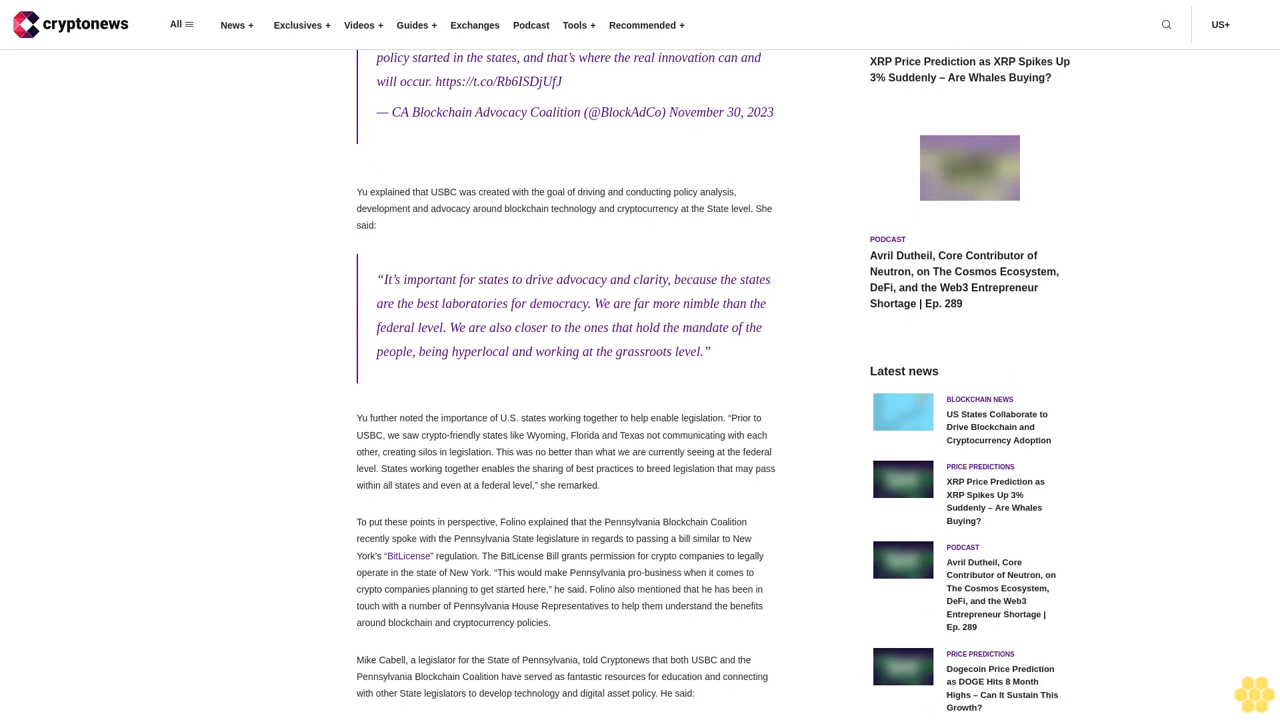 cryptonews
All
News +
Exclusives +
Videos +
Guides +
Exchanges
Podcast
Tools +
Recommended +
US+
policy started in the states, and that’s where the real innovation can and
will occur. https://t.co/Rb6ISDjUfJ
— CA Blockchain Advocacy Coalition (@BlockAdCo) November 30, 2023
Yu explained that USBC was created with the goal of driving and conducting policy analysis,
development and advocacy around blockchain technology and cryptocurrency at the State level. She
said:
“It’s important for states to drive advocacy and clarity, because the states
are the best laboratories for democracy. We are far more nimble than the
federal level. We are also closer to the ones that hold the mandate of the
people, being hyperlocal and working at the grassroots level.”
Yu further noted the importance of U.S. states working together to help enable legislation. “Prior to
USBC, we saw crypto-friendly states like Wyoming, Florida and Texas not communicating with each
other, creating silos in legislation. This was no better than what we are currently seeing at the federal
level. States working together enables the sharing of best practices to breed legislation that may pass
within all states and even at a federal level,” she remarked.
To put these points in perspective, Folino explained that the Pennsylvania Blockchain Coalition
recently spoke with the Pennsylvania State legislature in regards to passing a bill similar to New
York’s “BitLicense” regulation. The BitLicense Bill grants permission for crypto companies to legally
operate in the state of New York. “This would make Pennsylvania pro-business when it comes to
crypto companies planning to get started here,” he said. Folino also mentioned that he has been in
touch with a number of Pennsylvania House Representatives to help them understand the benefits
around blockchain and cryptocurrency policies.
Mike Cabell, a legislator for the State of Pennsylvania, told Cryptonews that both USBC and the
Pennsylvania Blockchain Coalition have served as fantastic resources for education and connecting
with other State legislators to develop technology and digital asset policy. He said:
XRP Price Prediction as XRP Spikes Up
3% Suddenly – Are Whales Buying?
PODCAST
Avril Dutheil, Core Contributor of
Neutron, on The Cosmos Ecosystem,
DeFi, and the Web3 Entrepreneur
Shortage | Ep. 289
Latest news
BLOCKCHAIN NEWS
US States Collaborate to
Drive Blockchain and
Cryptocurrency Adoption
PRICE PREDICTIONS
XRP Price Prediction as
XRP Spikes Up 3%
Suddenly – Are Whales
Buying?
PODCAST
Avril Dutheil, Core
Contributor of Neutron, on
The Cosmos Ecosystem,
DeFi, and the Web3
Entrepreneur Shortage |
Ep. 289
PRICE PREDICTIONS
Dogecoin Price Prediction
as DOGE Hits 8 Month
Highs – Can It Sustain This
Growth?